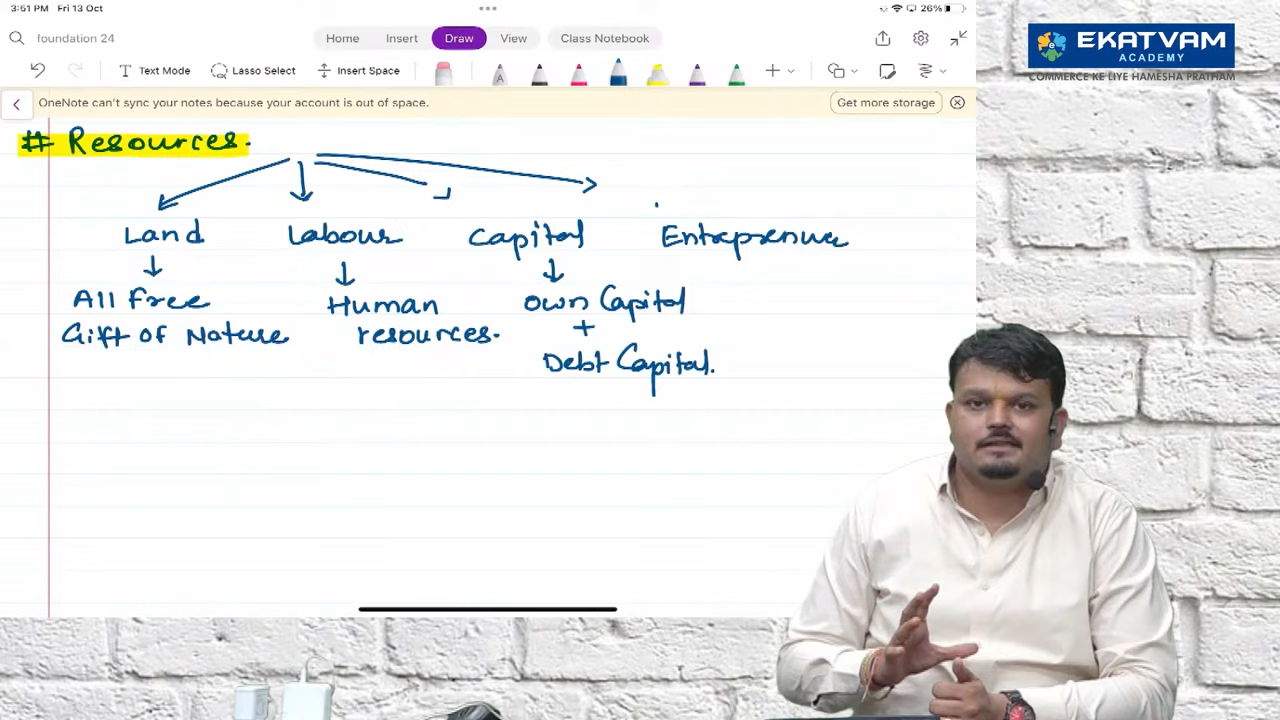 3:51 PM Fri 13 Oct
26%
foundation 24
Home Insert Draw View Class Notebook
Text Mode Lasso Select Insert Space
OneNote can't sync your notes because your account is out of space.
Get more storage
# Resources.
Land Labour Capital
All Free
Gift of Nature
Human
resources.
Own Capital
+
Debt Capital.
EKATVAM
ACADEMY
COMMERCE KE LIYE HAMESHA PRATHAM